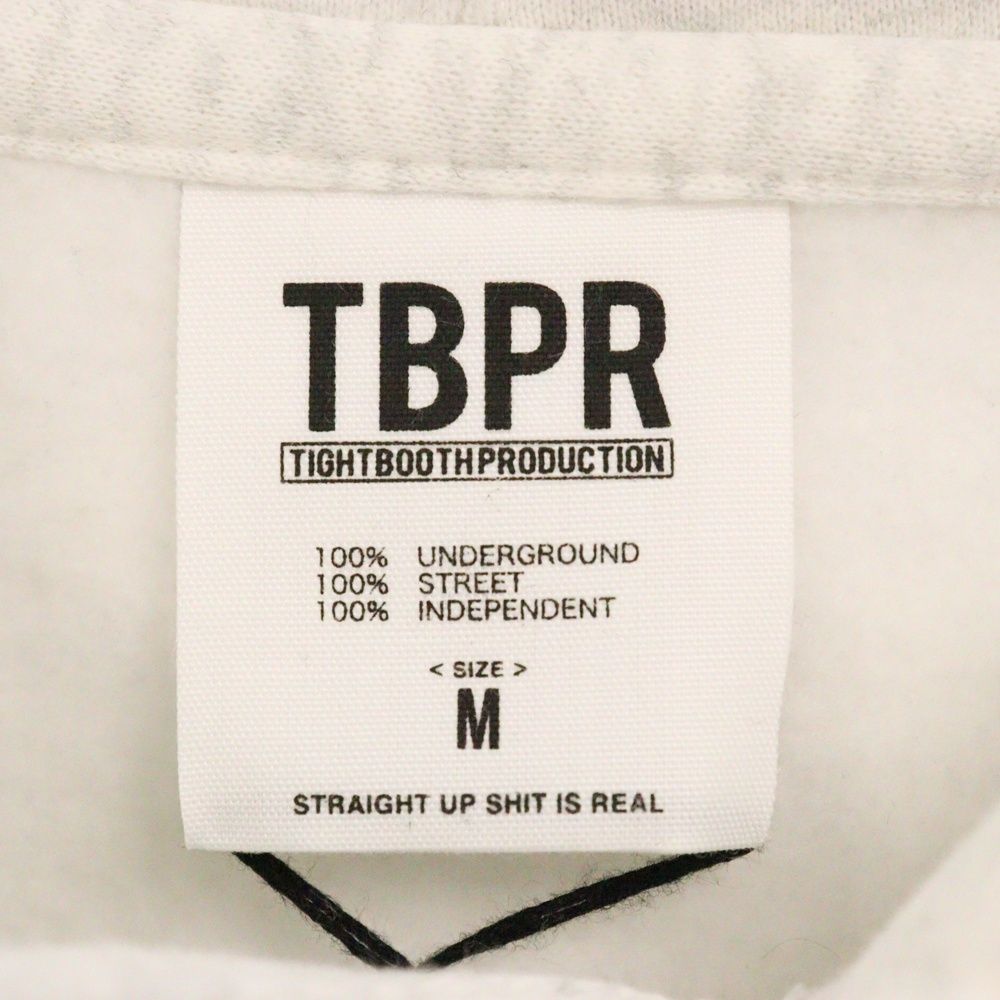 TBPR
TIGHTBOOTHPRODUCTION
100% UNDERGROUND
100% STREET
100% INDEPENDENT
< SIZE >
M
STRAIGHT UP SHIT IS REAL